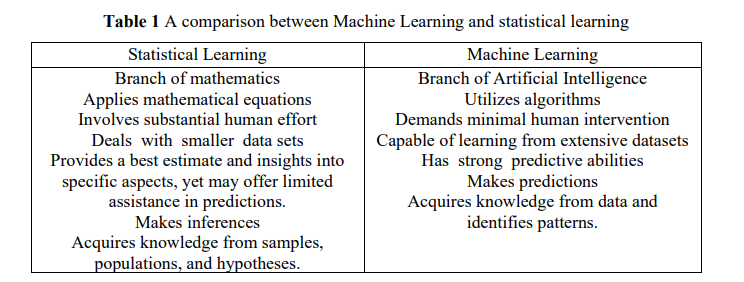 Table 1 A comparison between Machine Learning and statistical learning
Statistical Learning
Machine Learning
Branch of mathematics
Applies mathematical equations
Involves substantial human effort
Deals with smaller data sets
Provides a best estimate and insights into
specific aspects, yet may offer limited
assistance in predictions.
Makes inferences
Acquires knowledge from samples,
populations, and hypotheses.
Branch of Artificial Intelligence
Utilizes algorithms
Demands minimal human intervention
Capable of learning from extensive datasets
Has strong predictive abilities
Makes predictions
Acquires knowledge from data and
identifies patterns.